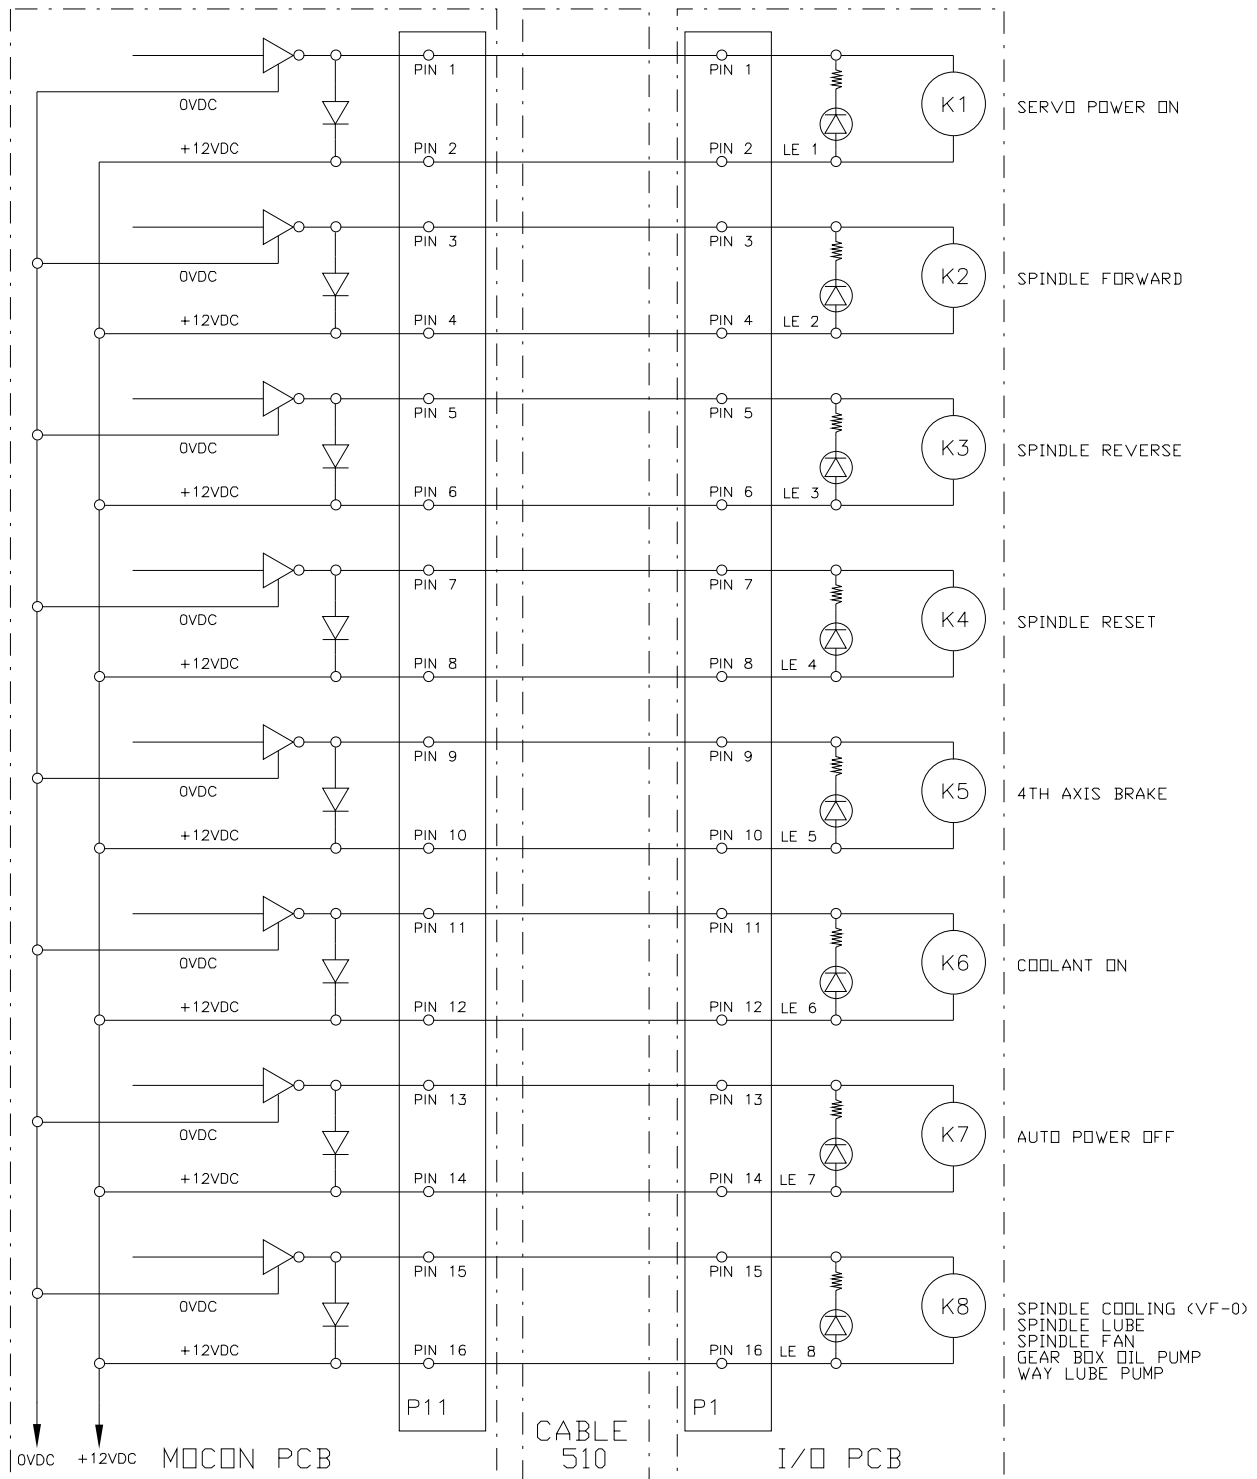 PIN 1 PIN 1
0VDC K1 SERVO POWER ON
+12VDC PIN 2 PIN 2 LE 1
PIN 3 PIN 3
0VDC K2 SPINDLE FORWARD
+12VDC PIN 4 PIN 4 LE 2
PIN 5 PIN 5
0VDC K3 SPINDLE REVERSE
+12VDC PIN 6 PIN 6 LE 3
PIN 7 PIN 7
0VDC K4 SPINDLE RESET
+12VDC PIN 8 PIN 8 LE 4
PIN 9 PIN 9
0VDC K5 4TH AXIS BRAKE
+12VDC PIN 10 PIN 10 LE 5
PIN 11 PIN 11
0VDC K6 COOLANT ON
+12VDC PIN 12 PIN 12 LE 6
PIN 13 PIN 13
0VDC K7 AUTO POWER OFF
+12VDC PIN 14 PIN 14 LE 7
PIN 15 PIN 15
0VDC K8 SPINDLE COOLING (VF-0)
SPINDLE LUBE
SPINDLE FAN
+12VDC PIN 16 PIN 16 LE 8 GEAR BOX OIL PUMP
WAY LUBE PUMP
P11 P1
CABLE
0VDC +12VDC MOCON PCB 510 I/O PCB